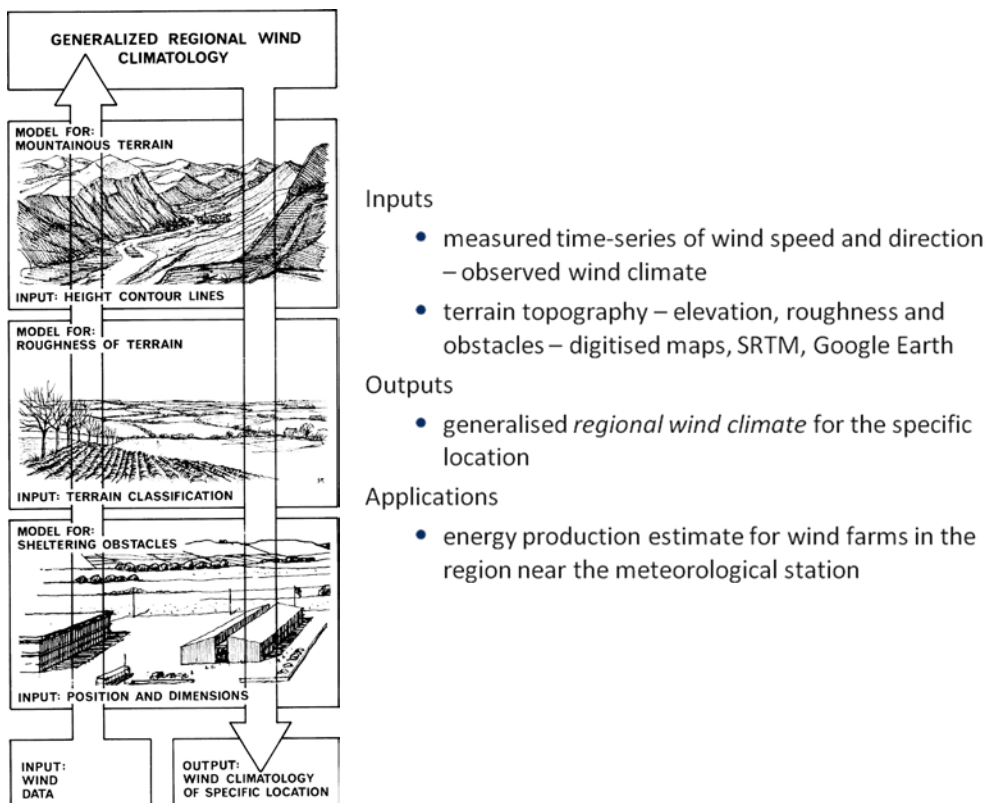 GENERALIZED REGIONAL WIND
CLIMATOLOGY
MODEL FOR:
MOUNTAINOUS TERRAIN
INPUT: HEIGHT CONTOUR LINES
MODEL FOR:
ROUGHNESS OF TERRAIN
INPUT: TERRAIN CLASSIFICATION
MODEL FOR:
SHELTERING OBSTACLES
INPUT: POSITION AND DIMENSIONS
INPUT:
WIND
DATA
OUTPUT:
WIND CLIMATOLOGY
OF SPECIFIC LOCATION
Inputs
• measured time-series of wind speed and direction
– observed wind climate
• terrain topography – elevation, roughness and
obstacles – digitised maps, SRTM, Google Earth
Outputs
• generalised regional wind climate for the specific
location
Applications
• energy production estimate for wind farms in the
region near the meteorological station